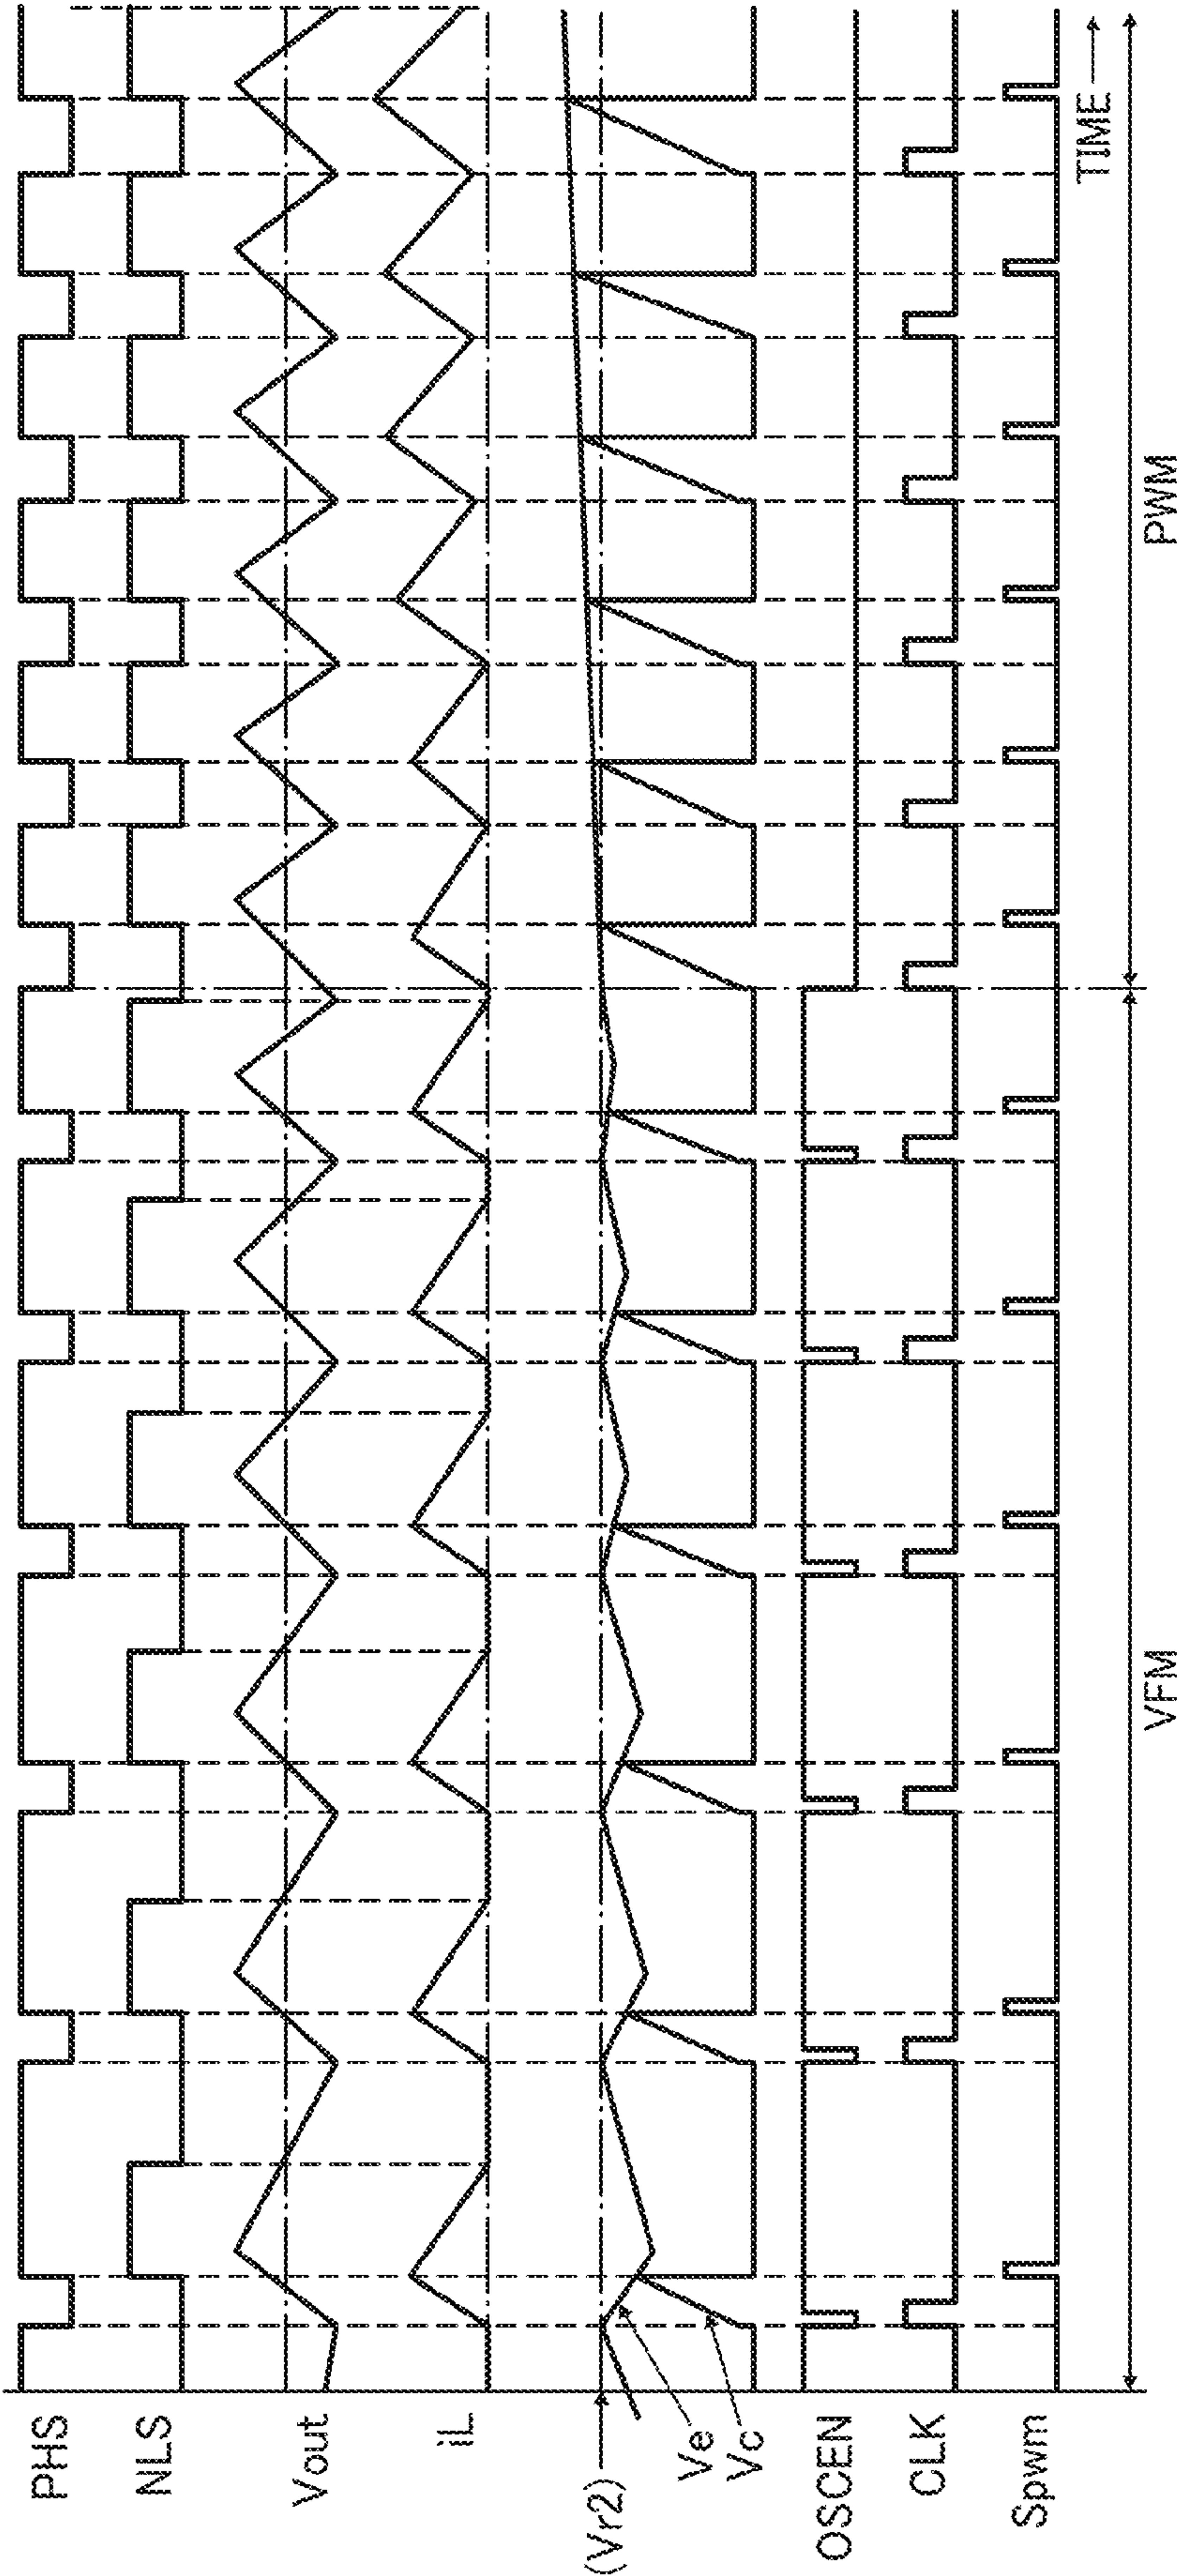 PHS
NLS
Vout
iL
(Vr2)
Ve
Vc
OSCEN
CLK
Spwm
TIME
VFM
PWM